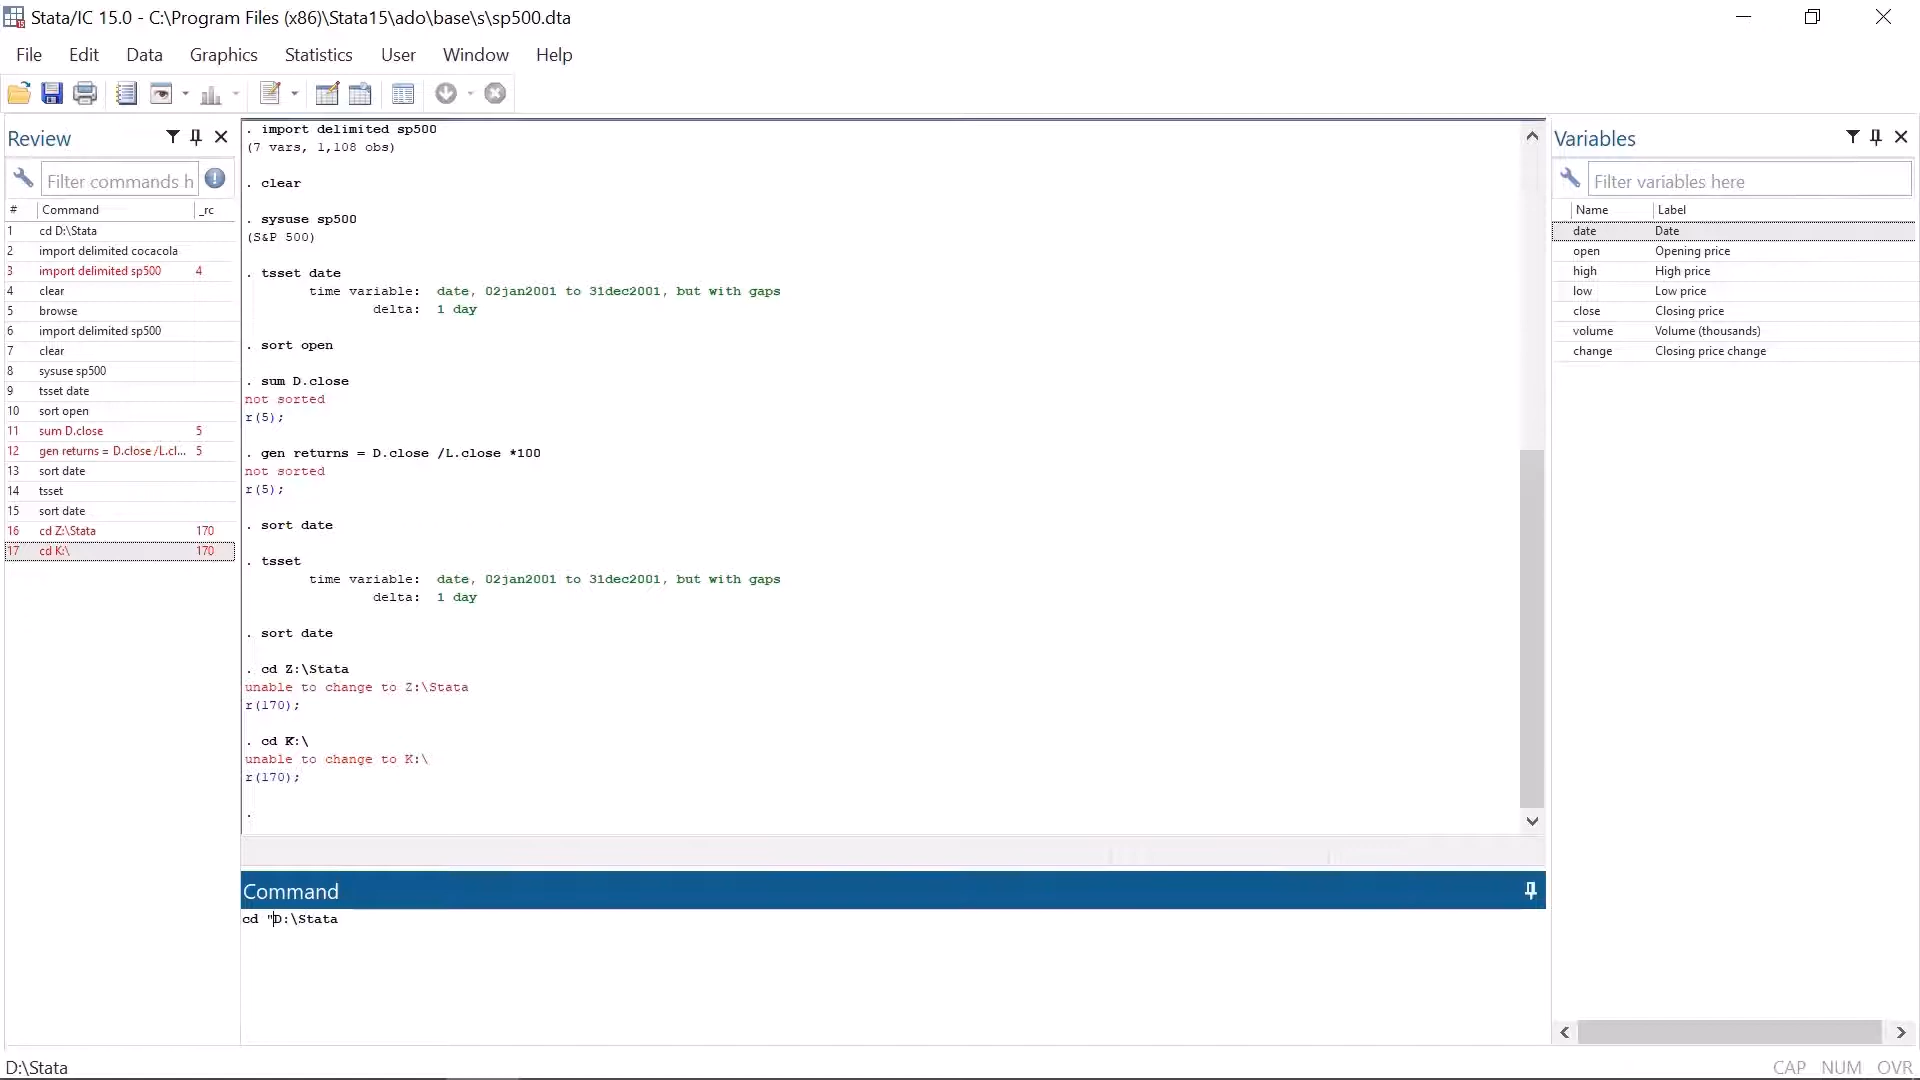 Stata/IC 15.0 - C:\Program Files (x86)\Stata15\ado\base\s\sp500.dta
File Edit Data Graphics Statistics User Window Help
Review
Filter commands h
# Command _rc
1 cd D:\Stata
2 import delimited cocacola
3 import delimited sp500 4
4 clear
5 browse
6 import delimited sp500
7 clear
8 sysuse sp500
9 tsset date
10 sort open
11 sum D.close 5
12 gen returns = D.close /L.cl... 5
13 sort date
14 tsset
15 sort date
16 cd Z:\Stata 170
17 cd K:\ 170
. import delimited sp500
(7 vars, 1,108 obs)
. clear
. sysuse sp500
(S&P 500)
. tsset date
time variable: date, 02jan2001 to 31dec2001, but with gaps
delta: 1 day
. sort open
. sum D.close
not sorted
r(5);
. gen returns = D.close /L.close *100
not sorted
r(5);
. sort date
. tsset
time variable: date, 02jan2001 to 31dec2001, but with gaps
delta: 1 day
. sort date
. cd Z:\Stata
unable to change to Z:\Stata
r(170);
. cd K:\
unable to change to K:\
r(170);
.
Command
cd "D:\Stata
Variables
Filter variables here
Name Label
date Date
open Opening price
high High price
low Low price
close Closing price
volume Volume (thousands)
change Closing price change
D:\Stata
CAP NUM OVR